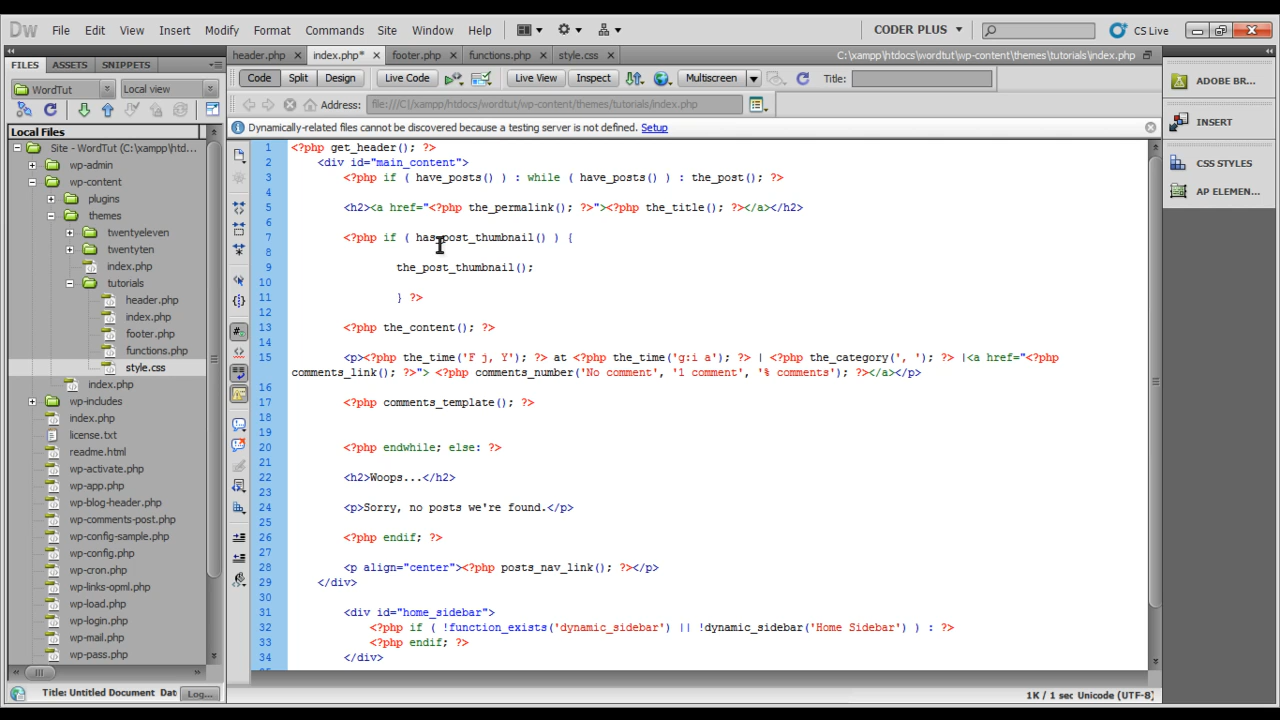 Dw File Edit View Insert Modify Format Commands Site Window Help CODER PLUS CS Live
FILES ASSETS SNIPPETS
header.php index.php* footer.php functions.php style.css C:\xampp\htdocs\wordtut\wp-content\themes\tutorials\index.php
Code Split Design Live Code Live View Inspect Multiscreen Title:
WordTut Local view
Address: file:///C|/xampp/htdocs/wordtut/wp-content/themes/tutorials/index.php
Dynamically-related files cannot be discovered because a testing server is not defined. Setup
Local Files
Site - WordTut (C:\xampp\htd...
wp-admin
wp-content
plugins
themes
twentyeleven
twentyten
index.php
tutorials
header.php
index.php
footer.php
functions.php
style.css
index.php
wp-includes
index.php
license.txt
readme.html
wp-activate.php
wp-app.php
wp-blog-header.php
wp-comments-post.php
wp-config-sample.php
wp-config.php
wp-cron.php
wp-links-opml.php
wp-load.php
wp-login.php
wp-mail.php
wp-pass.php
Title: Untitled Document Dat Log...
1 <?php get_header(); ?>
2 <div id="main_content">
3 <?php if ( have_posts() ) : while ( have_posts() ) : the_post(); ?>
4
5 <h2><a href="<?php the_permalink(); ?>"><?php the_title(); ?></a></h2>
6
7 <?php if ( has_post_thumbnail() ) {
8
9 the_post_thumbnail();
10
11 } ?>
12
13 <?php the_content(); ?>
14
15 <p><?php the_time('F j, Y'); ?> at <?php the_time('g:i a'); ?> | <?php the_category(', '); ?> |<a href="<?php
comments_link(); ?>"> <?php comments_number('No comment', '1 comment', '% comments'); ?></a></p>
16
17 <?php comments_template(); ?>
18
19
20 <?php endwhile; else: ?>
21
22 <h2>Woops...</h2>
23
24 <p>Sorry, no posts we're found.</p>
25
26 <?php endif; ?>
27
28 <p align="center"><?php posts_nav_link(); ?></p>
29 </div>
30
31 <div id="home_sidebar">
32 <?php if ( !function_exists('dynamic_sidebar') || !dynamic_sidebar('Home Sidebar') ) : ?>
33 <?php endif; ?>
34 </div>
1K / 1 sec Unicode (UTF-8)
ADOBE BR...
INSERT
CSS STYLES
AP ELEMEN...